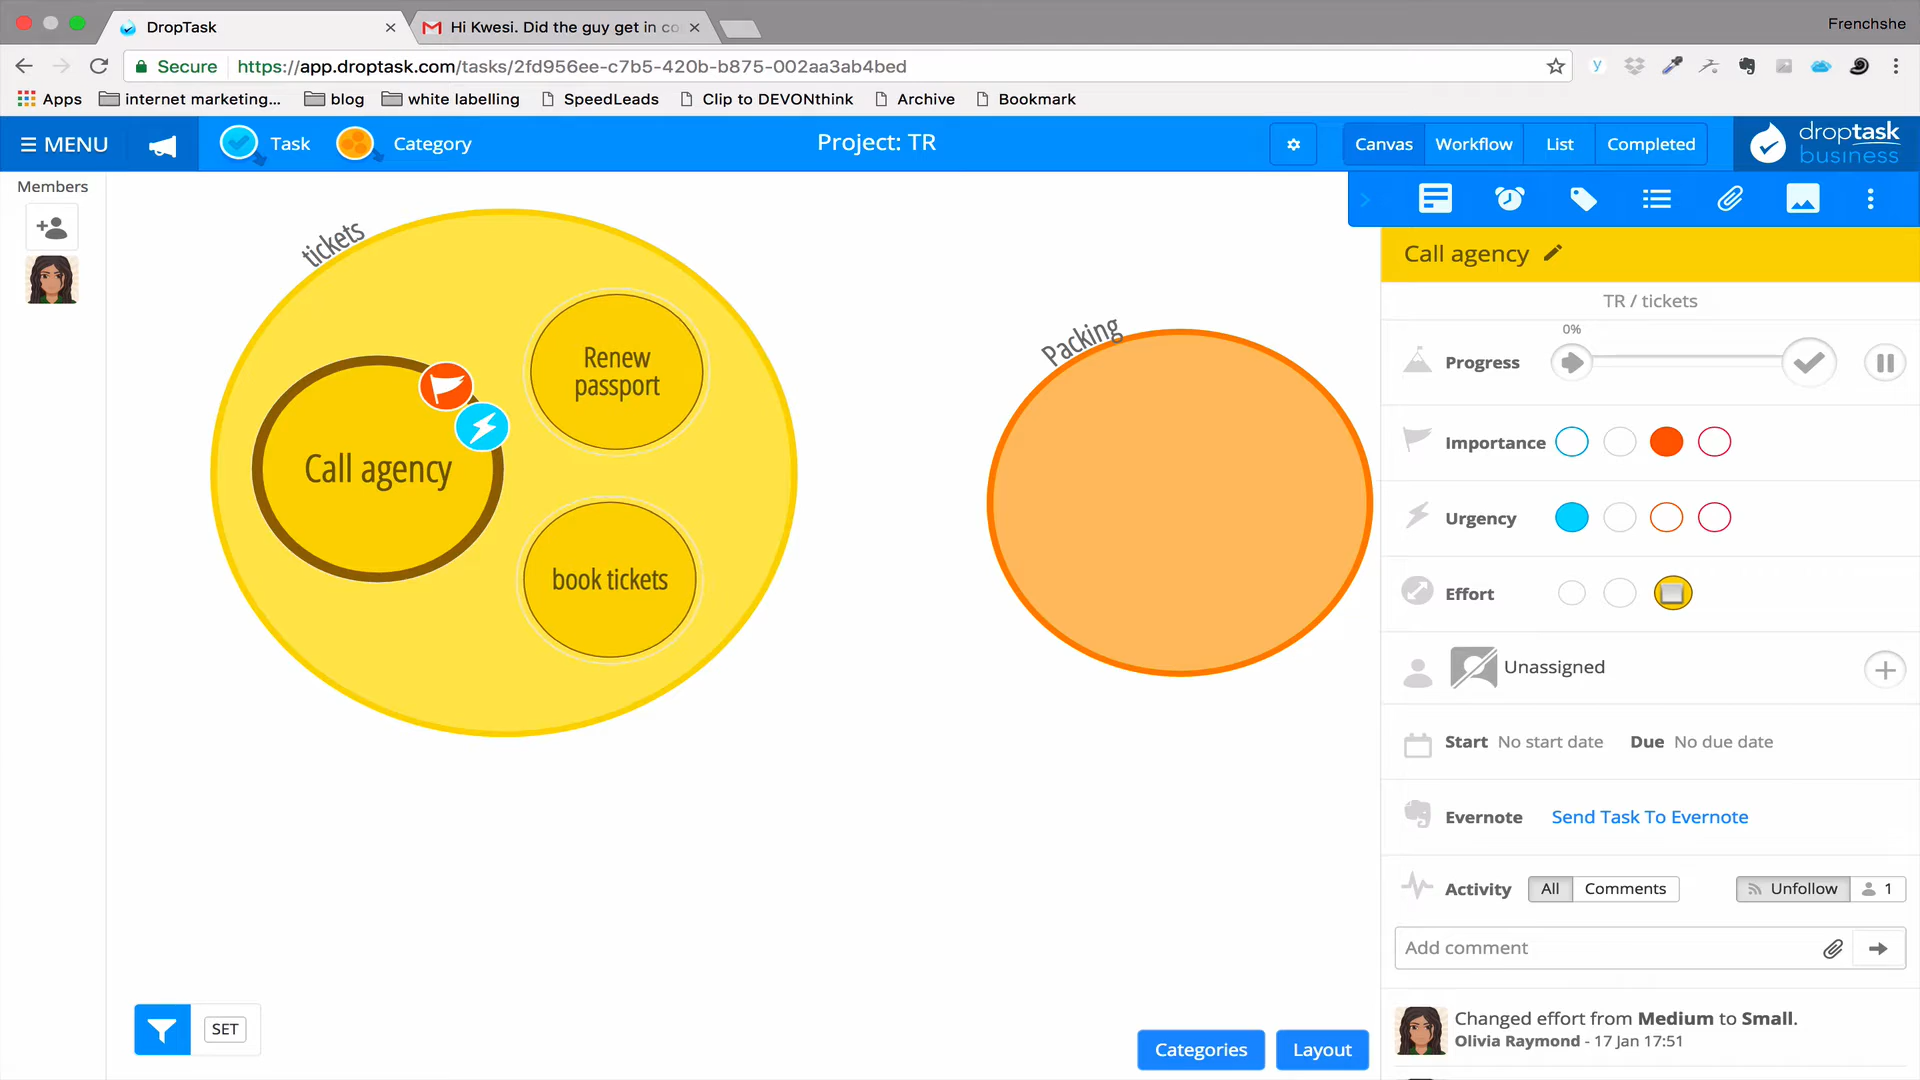 DropTask
Hi Kwesi. Did the guy get in co
Frenchshe
Secure
https://app.droptask.com/tasks/2fd956ee-c7b5-420b-b875-002aa3ab4bed
Apps
internet marketing...
blog
white labelling
SpeedLeads
Clip to DEVONthink
Archive
Bookmark
MENU
Task
Category
Project: TR
Canvas
Workflow
List
Completed
droptask
business
Members
tickets
Renew
passport
Call agency
book tickets
Packing
Call agency
TR / tickets
0%
Progress
Importance
Urgency
Effort
Unassigned
Start No start date
Due No due date
Evernote
Send Task To Evernote
Activity
All
Comments
Unfollow
1
Add comment
SET
Categories
Layout
Changed effort from Medium to Small.
Olivia Raymond - 17 Jan 17:51